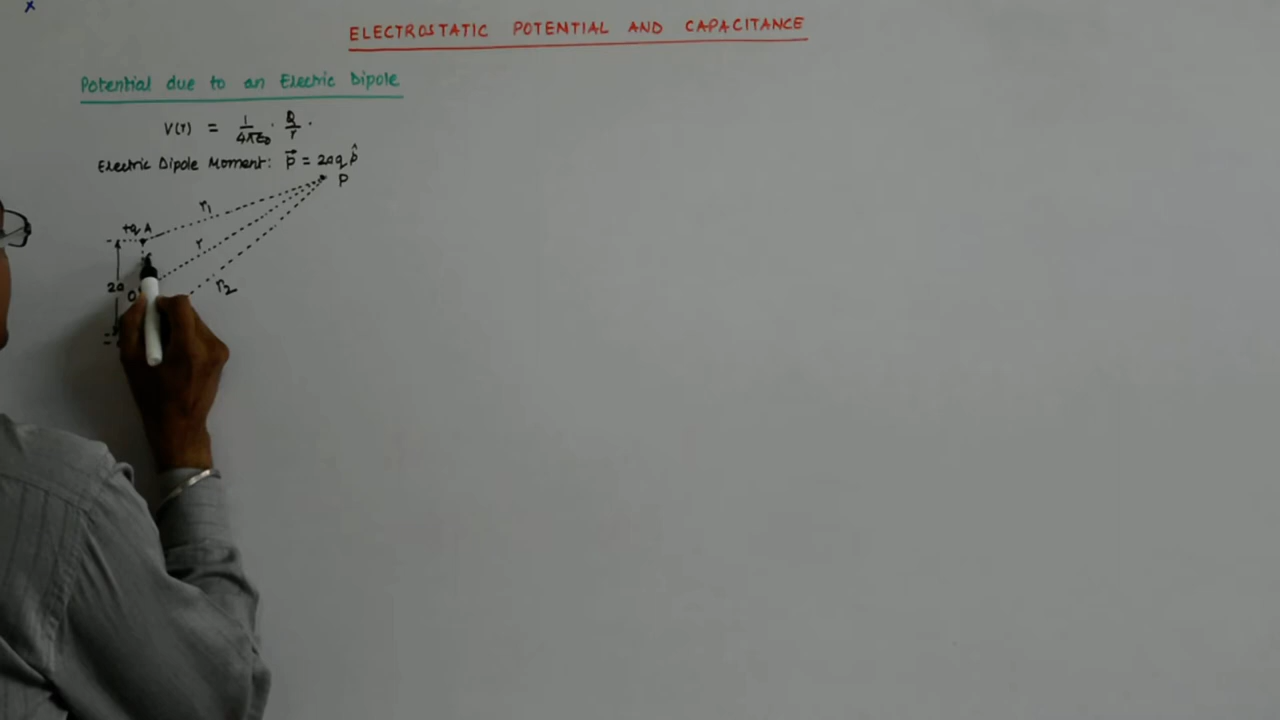 x
ELECTROSTATIC POTENTIAL AND CAPACITANCE
Potential due to an Electric Dipole
V(r) = 1/4πε0 · Q/r .
Electric Dipole Moment: p⃗ = 2aq p̂
P
r1
+q A
r
2a
O
r2